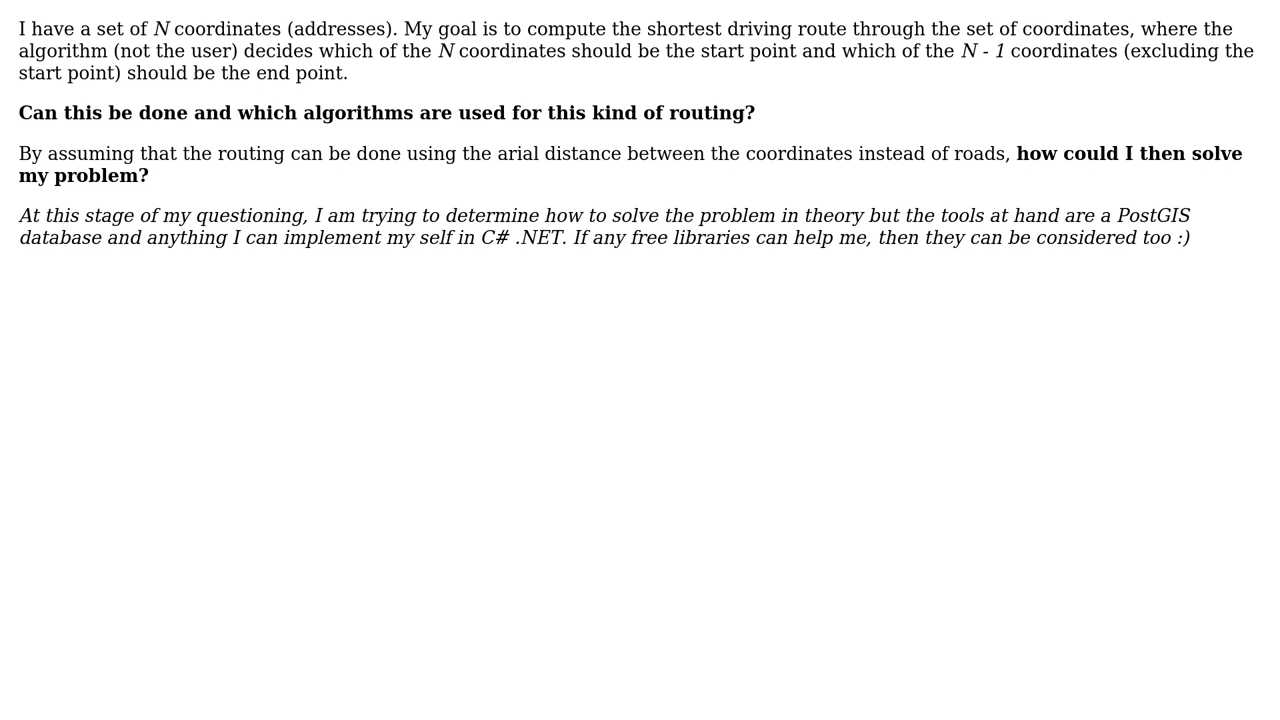 I have a set of N coordinates (addresses). My goal is to compute the shortest driving route through the set of coordinates, where the
algorithm (not the user) decides which of the N coordinates should be the start point and which of the N - 1 coordinates (excluding the
start point) should be the end point.
Can this be done and which algorithms are used for this kind of routing?
By assuming that the routing can be done using the arial distance between the coordinates instead of roads, how could I then solve
my problem?
At this stage of my questioning, I am trying to determine how to solve the problem in theory but the tools at hand are a PostGIS
database and anything I can implement my self in C# .NET. If any free libraries can help me, then they can be considered too :)